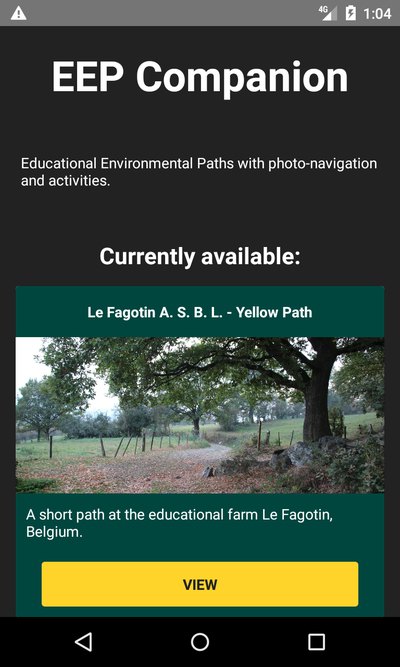 4G 1:04
EEP Companion
Educational Environmental Paths with photo-navigation
and activities.
Currently available:
Le Fagotin A. S. B. L. - Yellow Path
A short path at the educational farm Le Fagotin,
Belgium.
VIEW